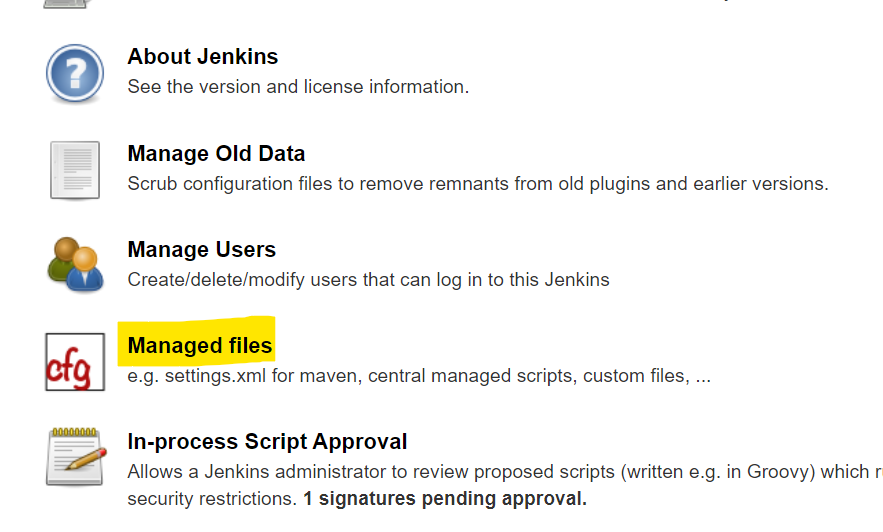 About Jenkins
See the version and license information.
Manage Old Data
Scrub configuration files to remove remnants from old plugins and earlier versions.
Manage Users
Create/delete/modify users that can log in to this Jenkins
cfg
Managed files
e.g. settings.xml for maven, central managed scripts, custom files, ...
In-process Script Approval
Allows a Jenkins administrator to review proposed scripts (written e.g. in Groovy) which
security restrictions. 1 signatures pending approval.